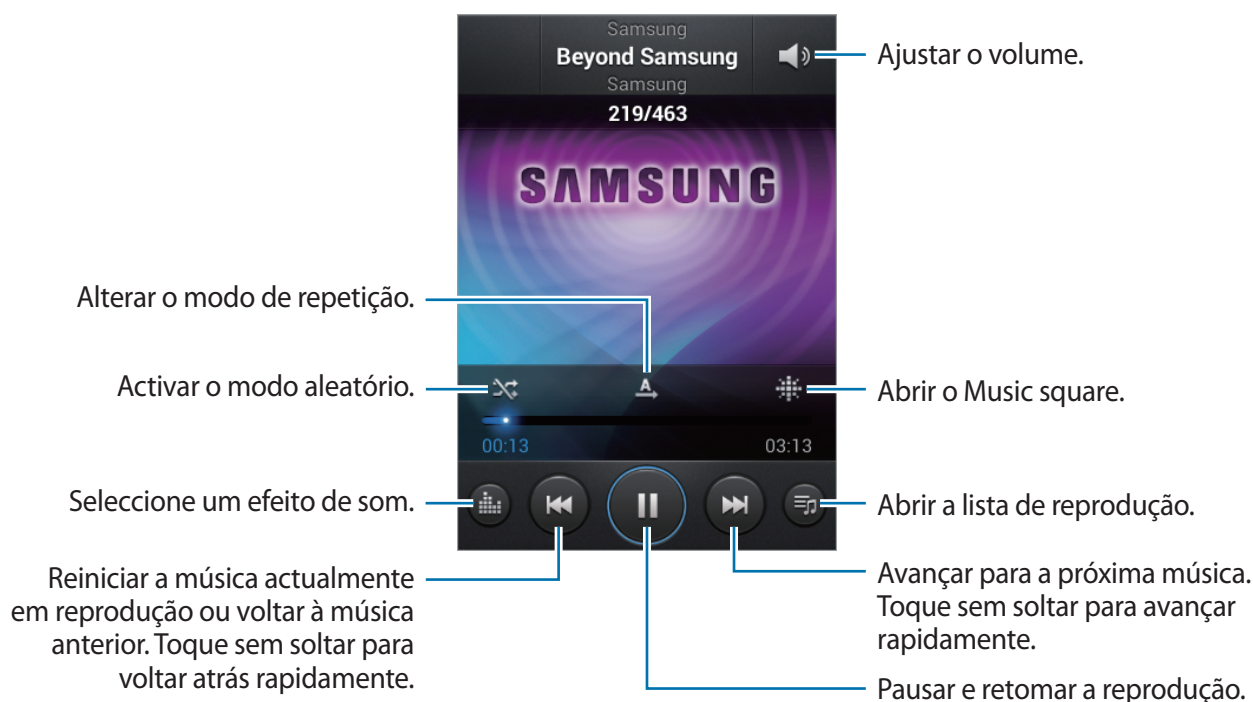 Samsung
Beyond Samsung
Samsung
219/463
Ajustar o volume.
SAMSUNG
Alterar o modo de repetição.
A
Activar o modo aleatório.
Abrir o Music square.
00:13
03:13
Seleccione um efeito de som.
Abrir a lista de reprodução.
Reiniciar a música actualmente
em reprodução ou voltar à música
anterior. Toque sem soltar para
voltar atrás rapidamente.
Avançar para a próxima música.
Toque sem soltar para avançar
rapidamente.
Pausar e retomar a reprodução.